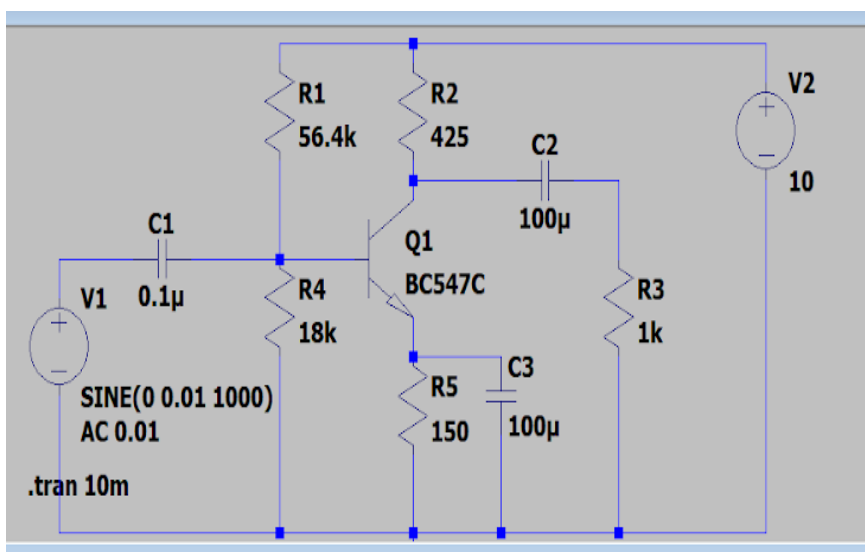 R1
56.4k
R2
425
V2
10
C2
100µ
C1
0.1µ
V1
Q1
BC547C
R4
18k
R3
1k
SINE(0 0.01 1000)
AC 0.01
R5
150
C3
100µ
.tran 10m